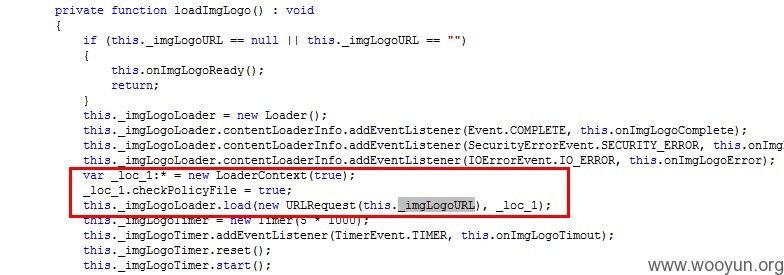 private function loadImgLogo() : void
{
if (this._imgLogoURL == null || this._imgLogoURL == "")
{
this.onImgLogoReady();
return;
}
this._imgLogoLoader = new Loader();
this._imgLogoLoader.contentLoaderInfo.addEventListener(Event.COMPLETE, this.onImgLogoComplete);
this._imgLogoLoader.contentLoaderInfo.addEventListener(SecurityErrorEvent.SECURITY_ERROR, this.onImg
this._imgLogoLoader.contentLoaderInfo.addEventListener(IOErrorEvent.IO_ERROR, this.onImgLogoError);
var _loc_1:* = new LoaderContext(true);
_loc_1.checkPolicyFile = true;
this._imgLogoLoader.load(new URLRequest(this._imgLogoURL), _loc_1);
this._imgLogoTimer = new Timer(5 * 1000);
this._imgLogoTimer.addEventListener(TimerEvent.TIMER, this.onImgLogoTimout);
this._imgLogoTimer.reset();
this._imgLogoTimer.start();
www.wooyun.org